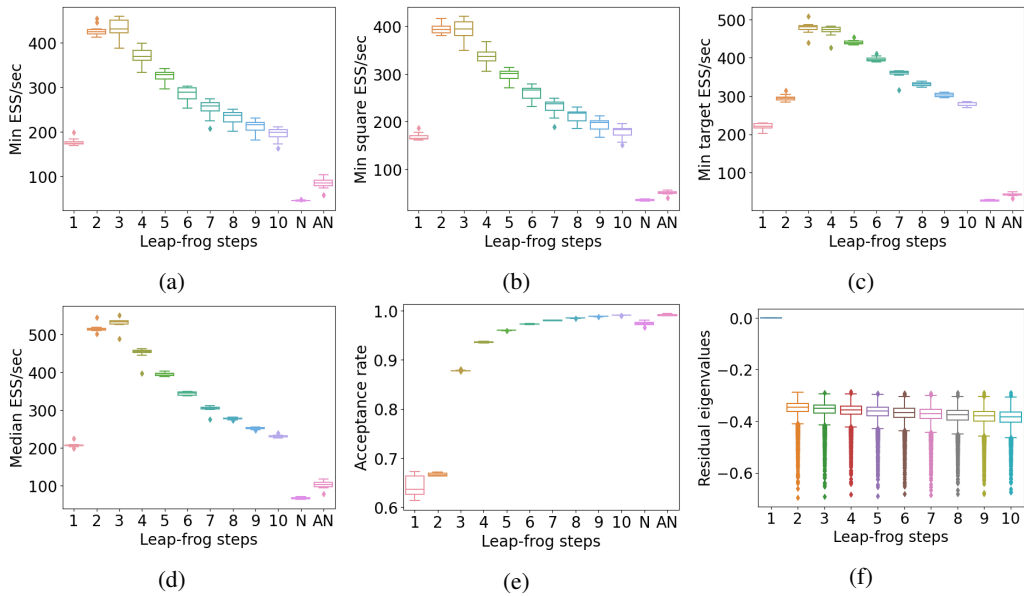 Min ESS/sec
400
300
200
100
1 2 3 4 5 6 7 8 9 10 N AN
Leap-frog steps
(a)
Min square ESS/sec
400
300
200
100
1 2 3 4 5 6 7 8 9 10 N AN
Leap-frog steps
(b)
Min target ESS/sec
500
400
300
200
100
1 2 3 4 5 6 7 8 9 10 N AN
Leap-frog steps
(c)
Median ESS/sec
500
400
300
200
100
1 2 3 4 5 6 7 8 9 10 N AN
Leap-frog steps
(d)
Acceptance rate
1.0
0.9
0.8
0.7
0.6
1 2 3 4 5 6 7 8 9 10 N AN
Leap-frog steps
(e)
Residual eigenvalues
0.0
−0.2
−0.4
−0.6
1 2 3 4 5 6 7 8 9 10
Leap-frog steps
(f)